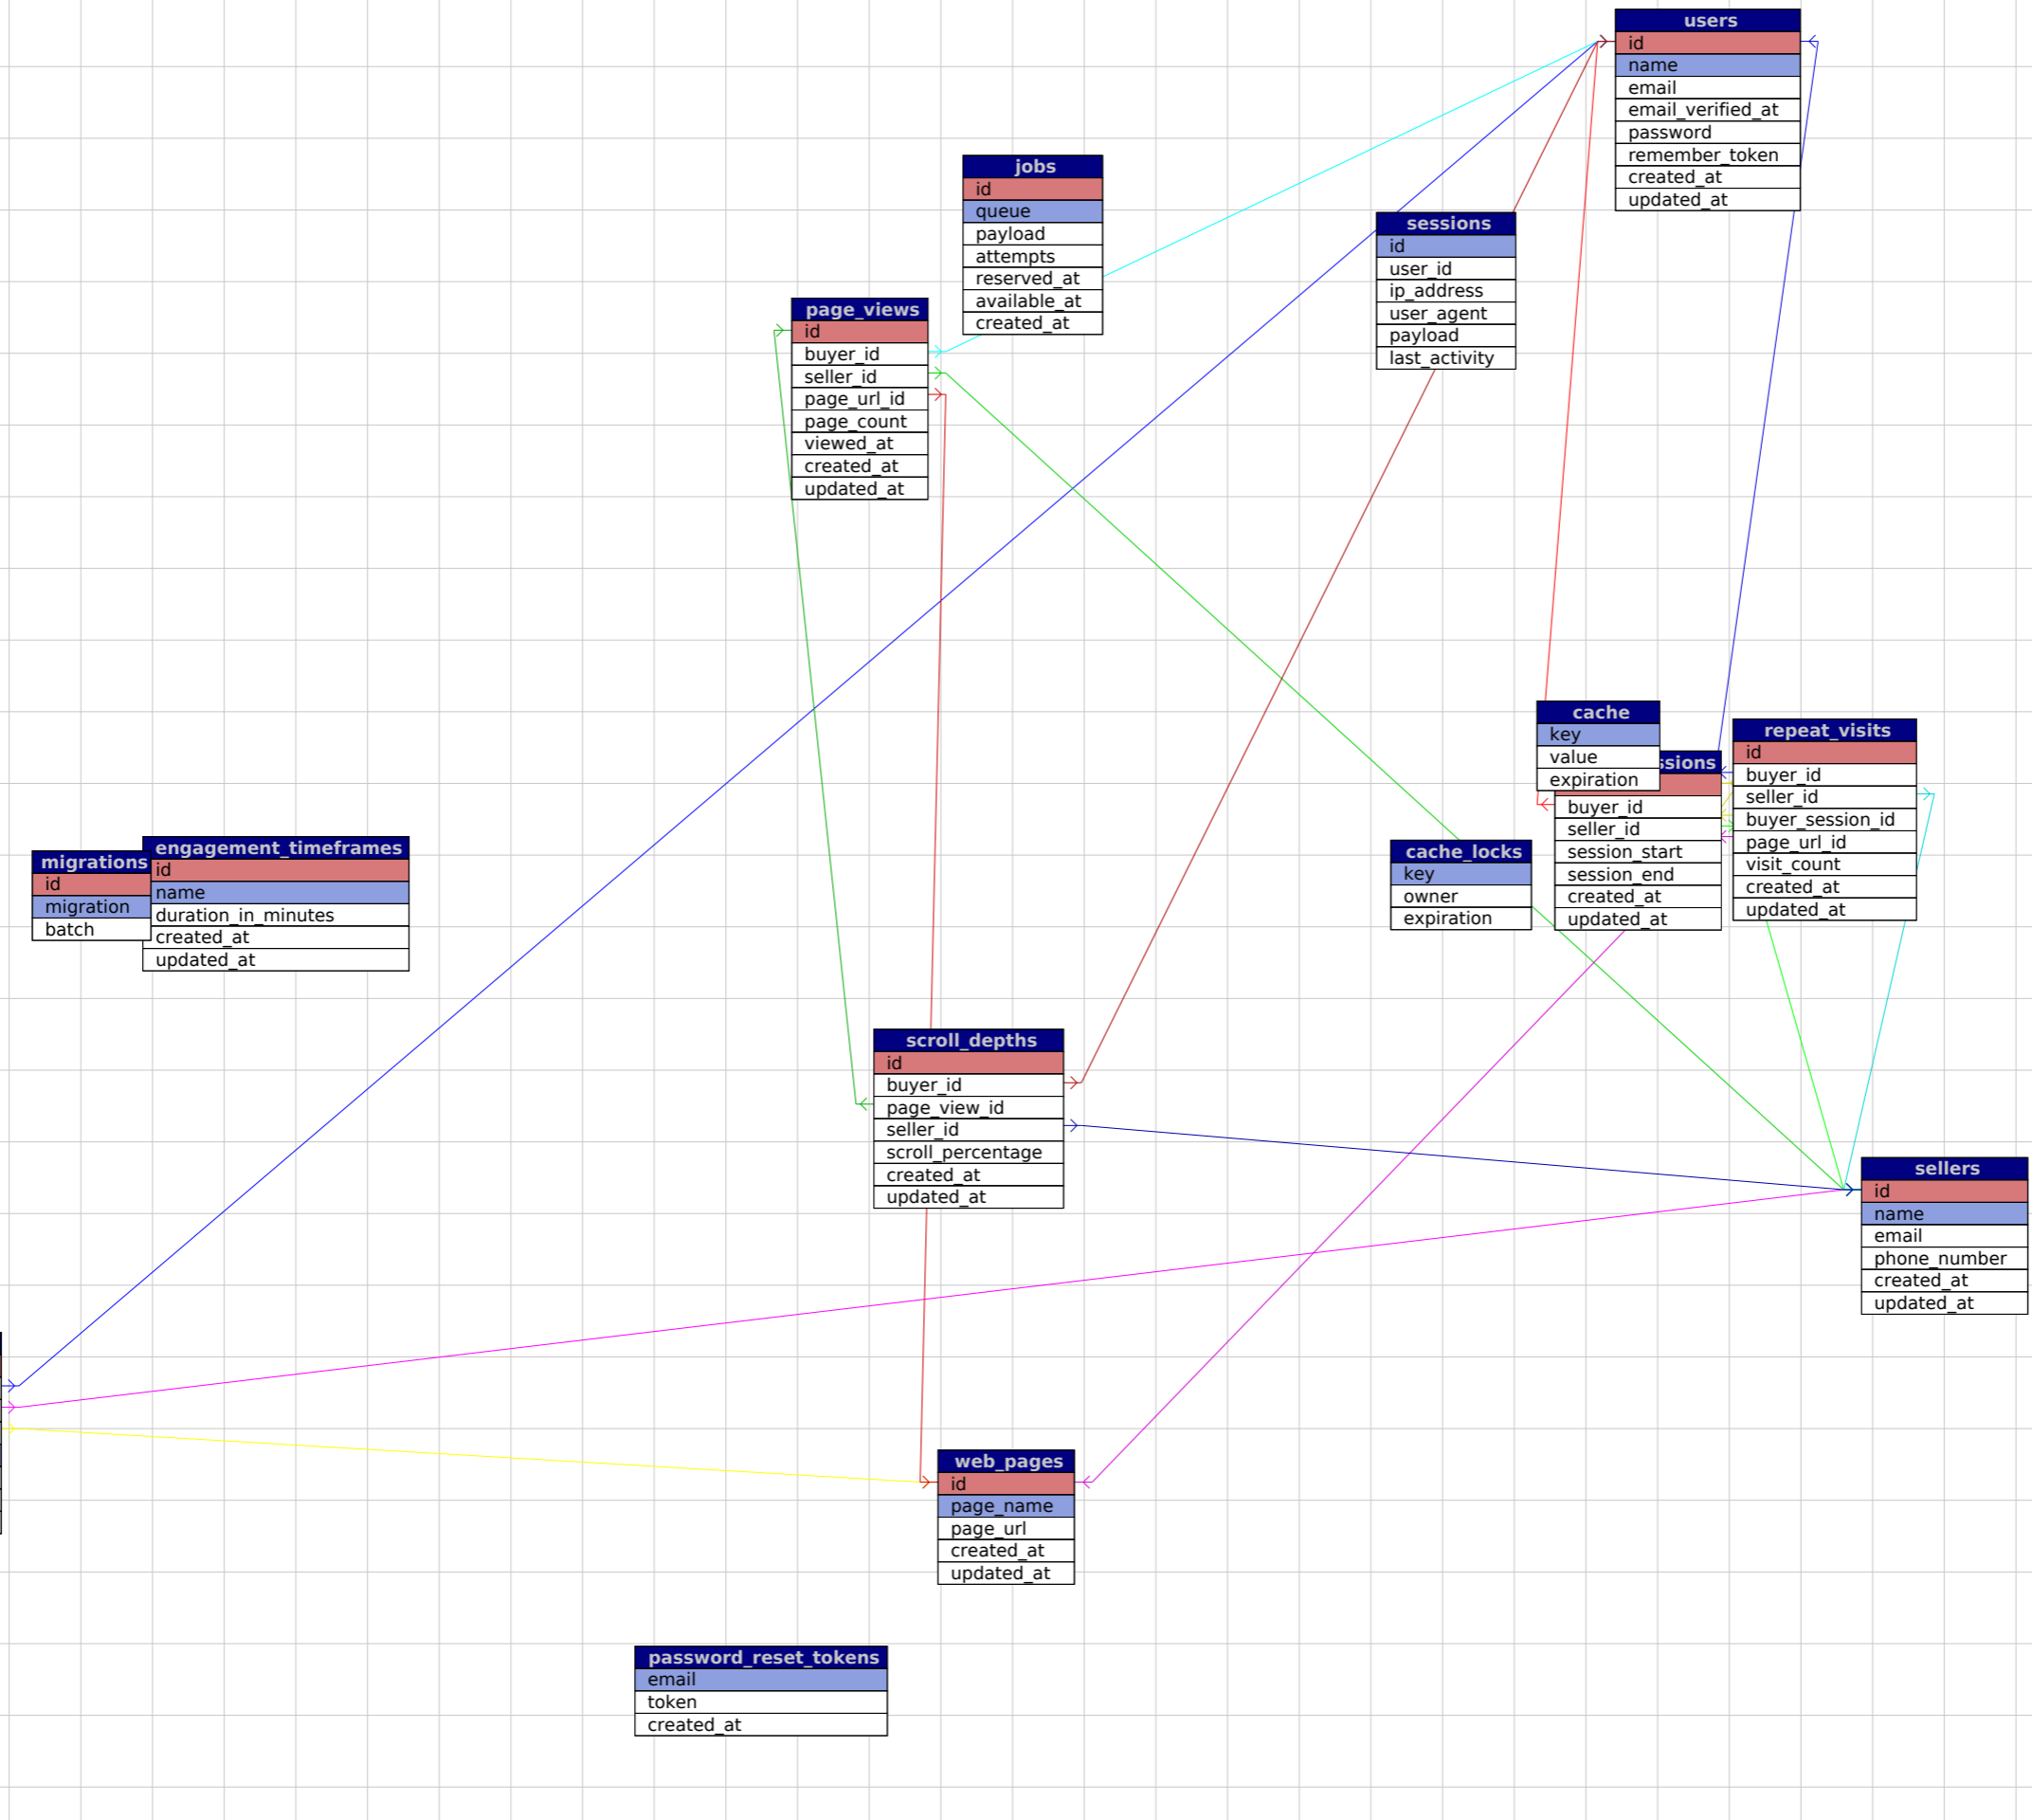 users
id
name
email
email_verified_at
password
remember_token
created_at
updated_at
jobs
id
queue
payload
attempts
reserved_at
available_at
created_at
sessions
id
user_id
ip_address
user_agent
payload
last_activity
page_views
id
buyer_id
seller_id
page_url_id
page_count
viewed_at
created_at
updated_at
cache
key
value
expiration
ssions
buyer_id
seller_id
session_start
session_end
created_at
updated_at
repeat_visits
id
buyer_id
seller_id
buyer_session_id
page_url_id
visit_count
created_at
updated_at
cache_locks
key
owner
expiration
migrations
id
migration
batch
engagement_timeframes
id
name
duration_in_minutes
created_at
updated_at
scroll_depths
id
buyer_id
page_view_id
seller_id
scroll_percentage
created_at
updated_at
sellers
id
name
email
phone_number
created_at
updated_at
web_pages
id
page_name
page_url
created_at
updated_at
password_reset_tokens
email
token
created_at